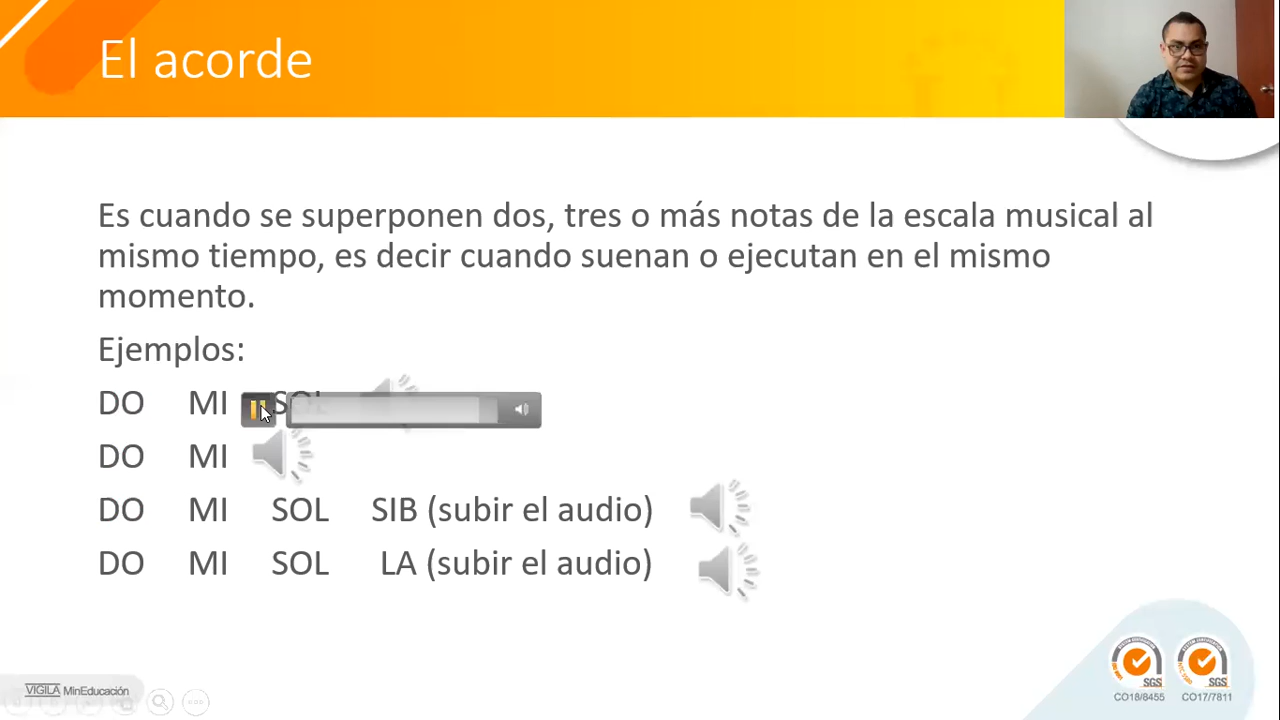 El acorde
Es cuando se superponen dos, tres o más notas de la escala musical al
mismo tiempo, es decir cuando suenan o ejecutan en el mismo
momento.
Ejemplos:
DO MI SOL
DO MI
DO MI SOL SIB (subir el audio)
DO MI SOL LA (subir el audio)
VIGILA MinEducación
SGS SGS
CO18/8455 CO17/7811